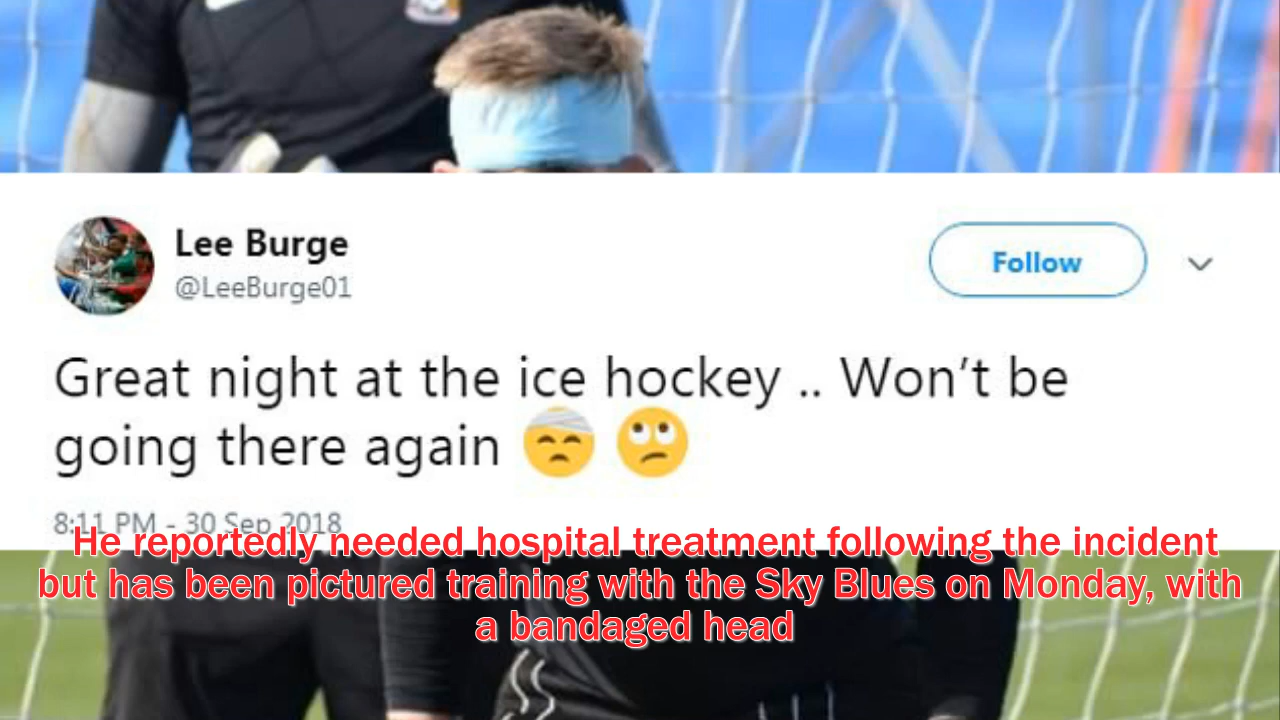 Lee Burge
@LeeBurge01
Follow
Great night at the ice hockey .. Won’t be
going there again
8:11 PM - 30 Sep 2018
He reportedly needed hospital treatment following the incident
but has been pictured training with the Sky Blues on Monday, with
a bandaged head